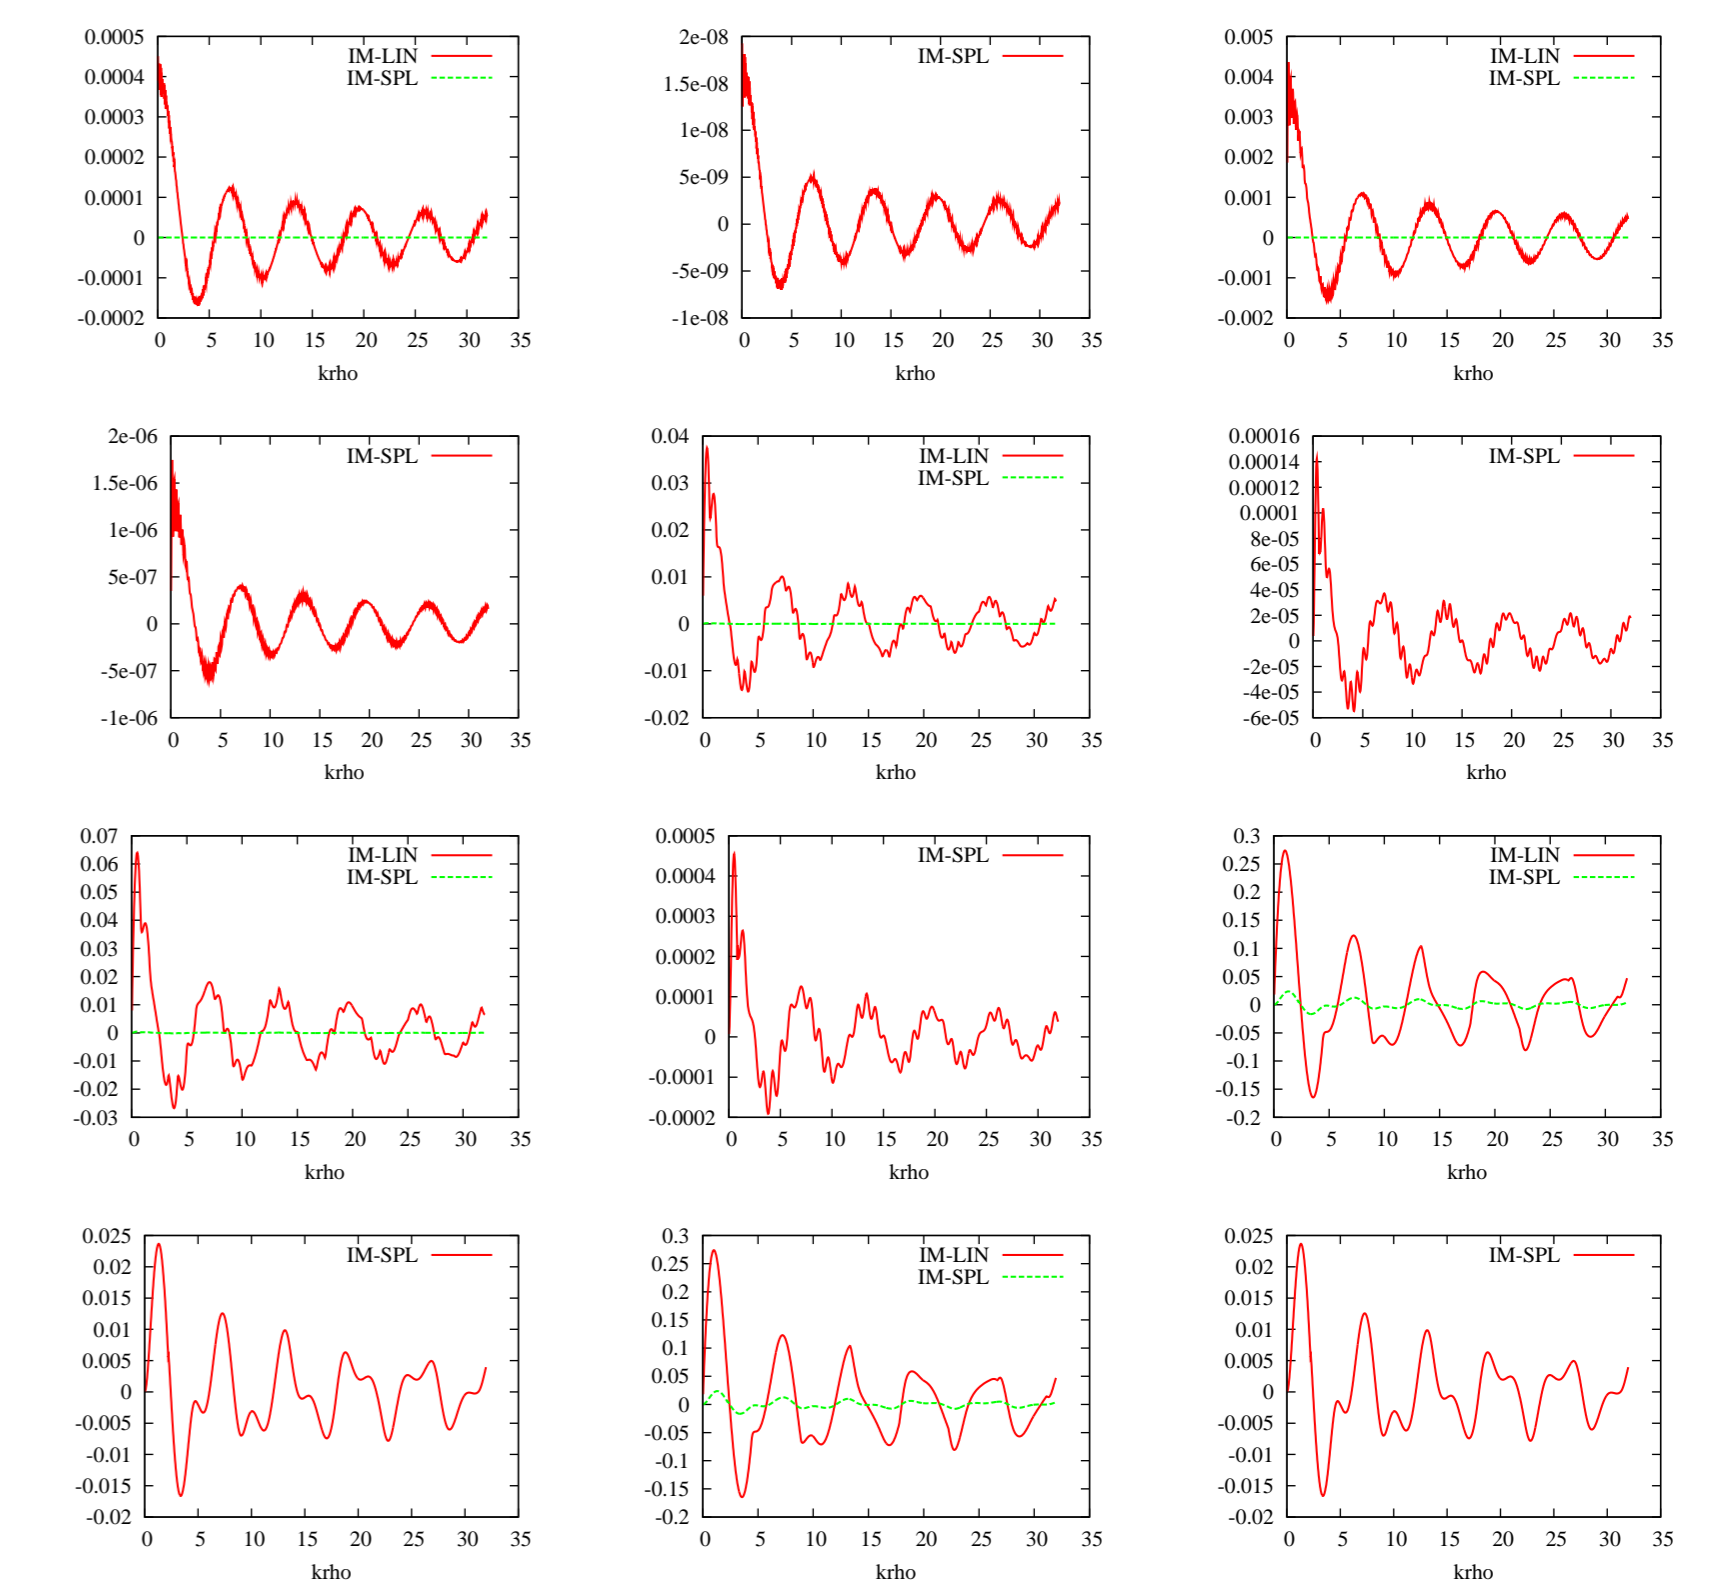 0.0005
0.0004
0.0003
0.0002
0.0001
0
-0.0001
-0.0002
IM-LIN
IM-SPL
0 5 10 15 20 25 30 35
krho
2e-08
1.5e-08
1e-08
5e-09
0
-5e-09
-1e-08
IM-SPL
0 5 10 15 20 25 30 35
krho
0.005
0.004
0.003
0.002
0.001
0
-0.001
-0.002
IM-LIN
IM-SPL
0 5 10 15 20 25 30 35
krho
2e-06
1.5e-06
1e-06
5e-07
0
-5e-07
-1e-06
IM-SPL
0 5 10 15 20 25 30 35
krho
0.04
0.03
0.02
0.01
0
-0.01
-0.02
IM-LIN
IM-SPL
0 5 10 15 20 25 30 35
krho
0.00016
0.00014
0.00012
0.0001
8e-05
6e-05
4e-05
2e-05
0
-2e-05
-4e-05
-6e-05
IM-SPL
0 5 10 15 20 25 30 35
krho
0.07
0.06
0.05
0.04
0.03
0.02
0.01
0
-0.01
-0.02
-0.03
IM-LIN
IM-SPL
0 5 10 15 20 25 30 35
krho
0.0005
0.0004
0.0003
0.0002
0.0001
0
-0.0001
-0.0002
IM-SPL
0 5 10 15 20 25 30 35
krho
0.3
0.25
0.2
0.15
0.1
0.05
0
-0.05
-0.1
-0.15
-0.2
IM-LIN
IM-SPL
0 5 10 15 20 25 30 35
krho
0.025
0.02
0.015
0.01
0.005
0
-0.005
-0.01
-0.015
-0.02
IM-SPL
0 5 10 15 20 25 30 35
krho
0.3
0.25
0.2
0.15
0.1
0.05
0
-0.05
-0.1
-0.15
-0.2
IM-LIN
IM-SPL
0 5 10 15 20 25 30 35
krho
0.025
0.02
0.015
0.01
0.005
0
-0.005
-0.01
-0.015
-0.02
IM-SPL
0 5 10 15 20 25 30 35
krho